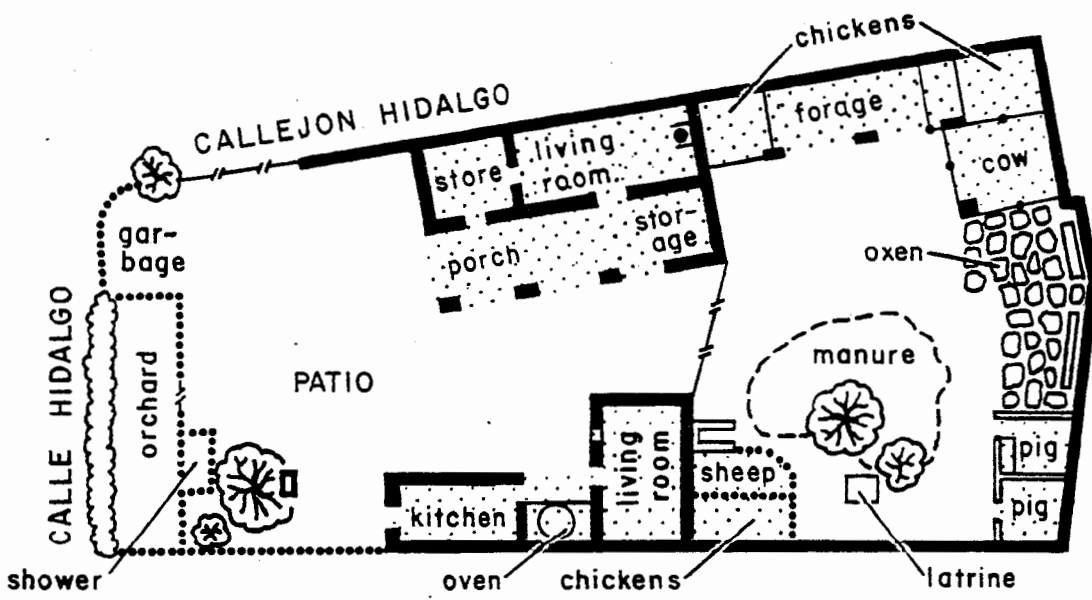 chickens
CALLEJON HIDALGO
forage
living
room
store
cow
stor-
age
gar-
bage
porch
oxen
CALLE HIDALGO
orchard
PATIO
manure
living
room
sheep
pig
pig
kitchen
shower
oven
chickens
latrine